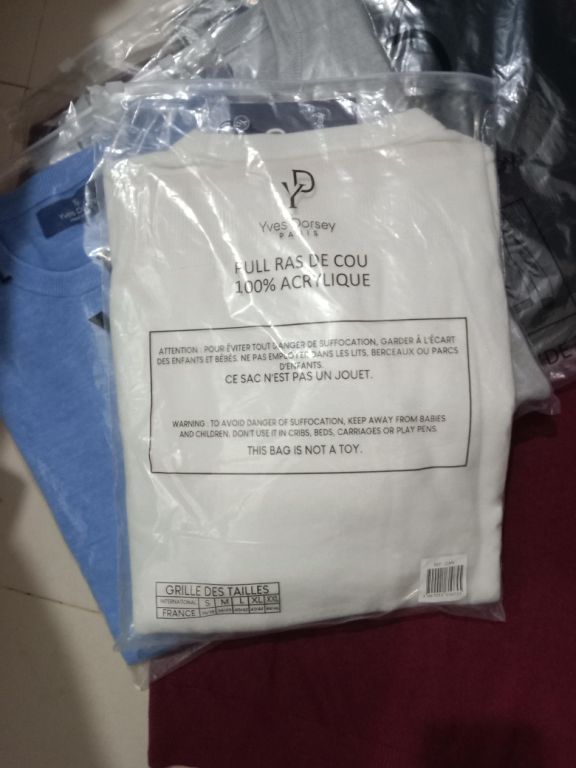 YD
Yves Dorsey
PARIS
PULL RAS DE COU
100% ACRYLIQUE
ATTENTION : POUR ÉVITER TOUT DANGER DE SUFFOCATION, GARDER À L'ÉCART
DES ENFANTS ET BÉBÉS. NE PAS EMPLOYER DANS LES LITS, BERCEAUX OU PARCS
D'ENFANTS.
CE SAC N'EST PAS UN JOUET.
WARNING : TO AVOID DANGER OF SUFFOCATION, KEEP AWAY FROM BABIES
AND CHILDREN. DON'T USE IT IN CRIBS, BEDS, CARRIAGES OR PLAY PENS.
THIS BAG IS NOT A TOY.
GRILLE DES TAILLES
INTERNATIONAL S M L XL XXL
FRANCE
Yves Dorsey